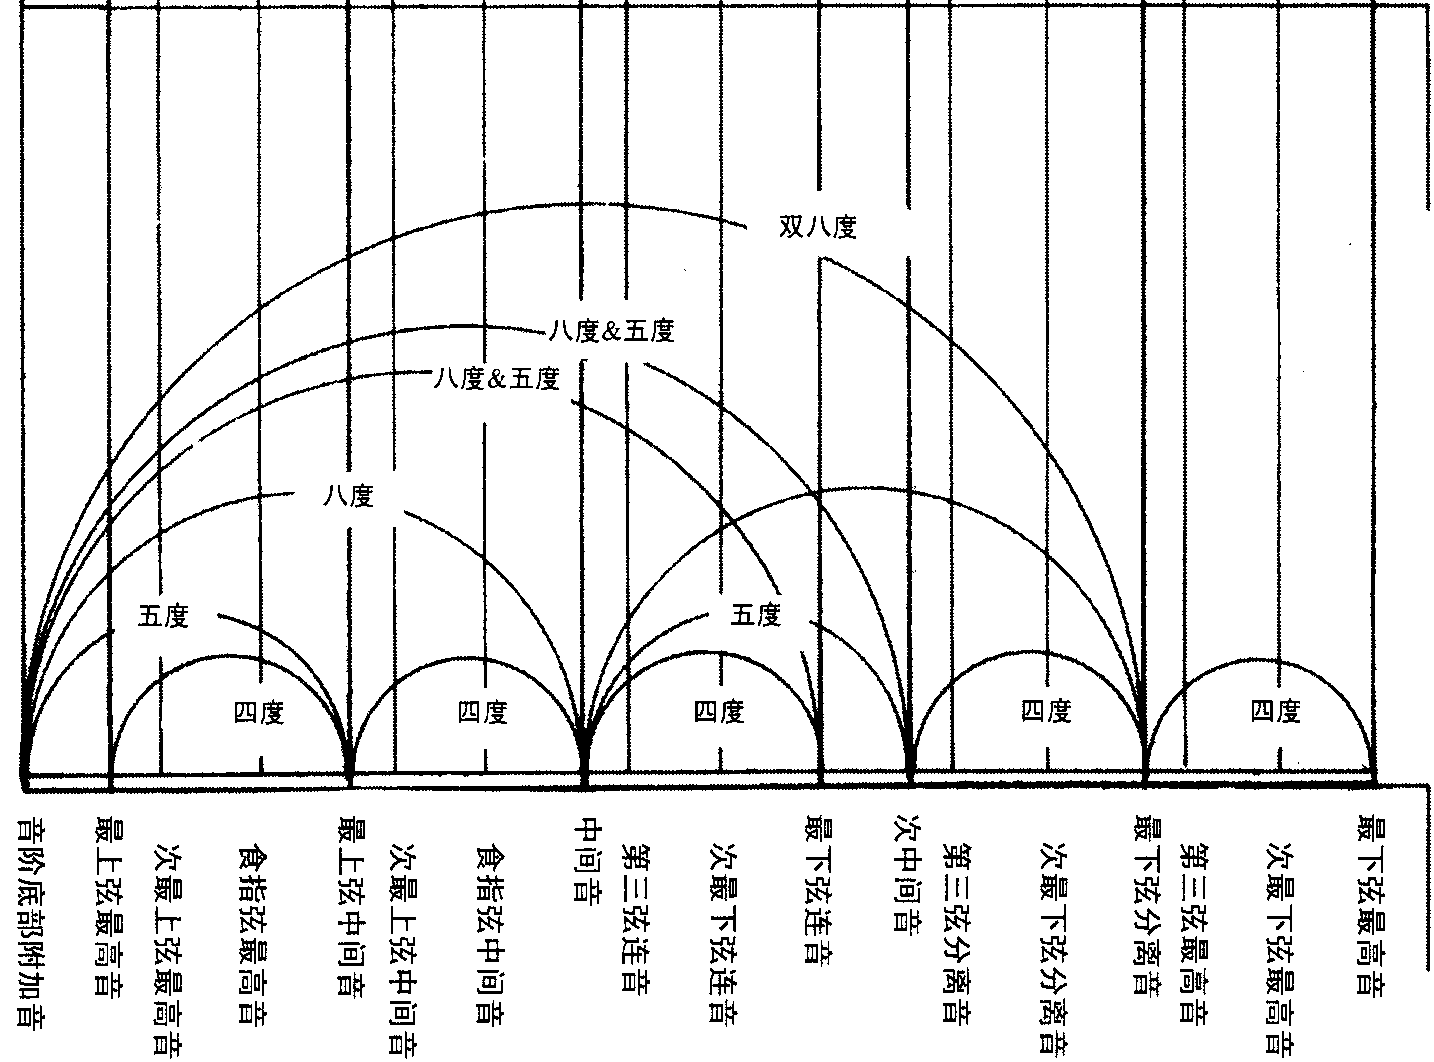 双八度
八度&五度
八度&五度
八度
五度
五度
四度
四度
四度
四度
四度
音阶底部附加音
最上弦最高音
次最上弦最高音
食指弦最高音
最上弦中间音
次最上弦中间音
食指弦中间音
中间音
第三弦连音
次最下弦连音
最下弦连音
次中间音
第三弦分离音
次最下弦分离音
最下弦分离音
第三弦最高音
次最下弦最高音
最下弦最高音